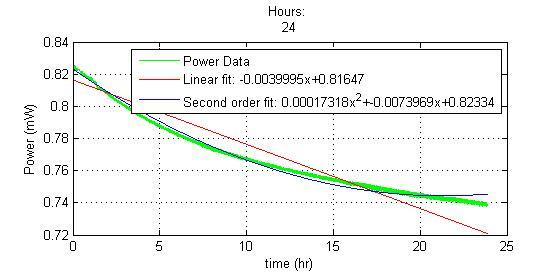 Hours:
24
0.84
0.82
0.8
0.78
0.76
0.74
0.72
Power (mW)
Power Data
Linear fit: -0.0039995x+0.81647
Second order fit: 0.00017318x²+-0.0073969x+0.82334
0 5 10 15 20 25
time (hr)